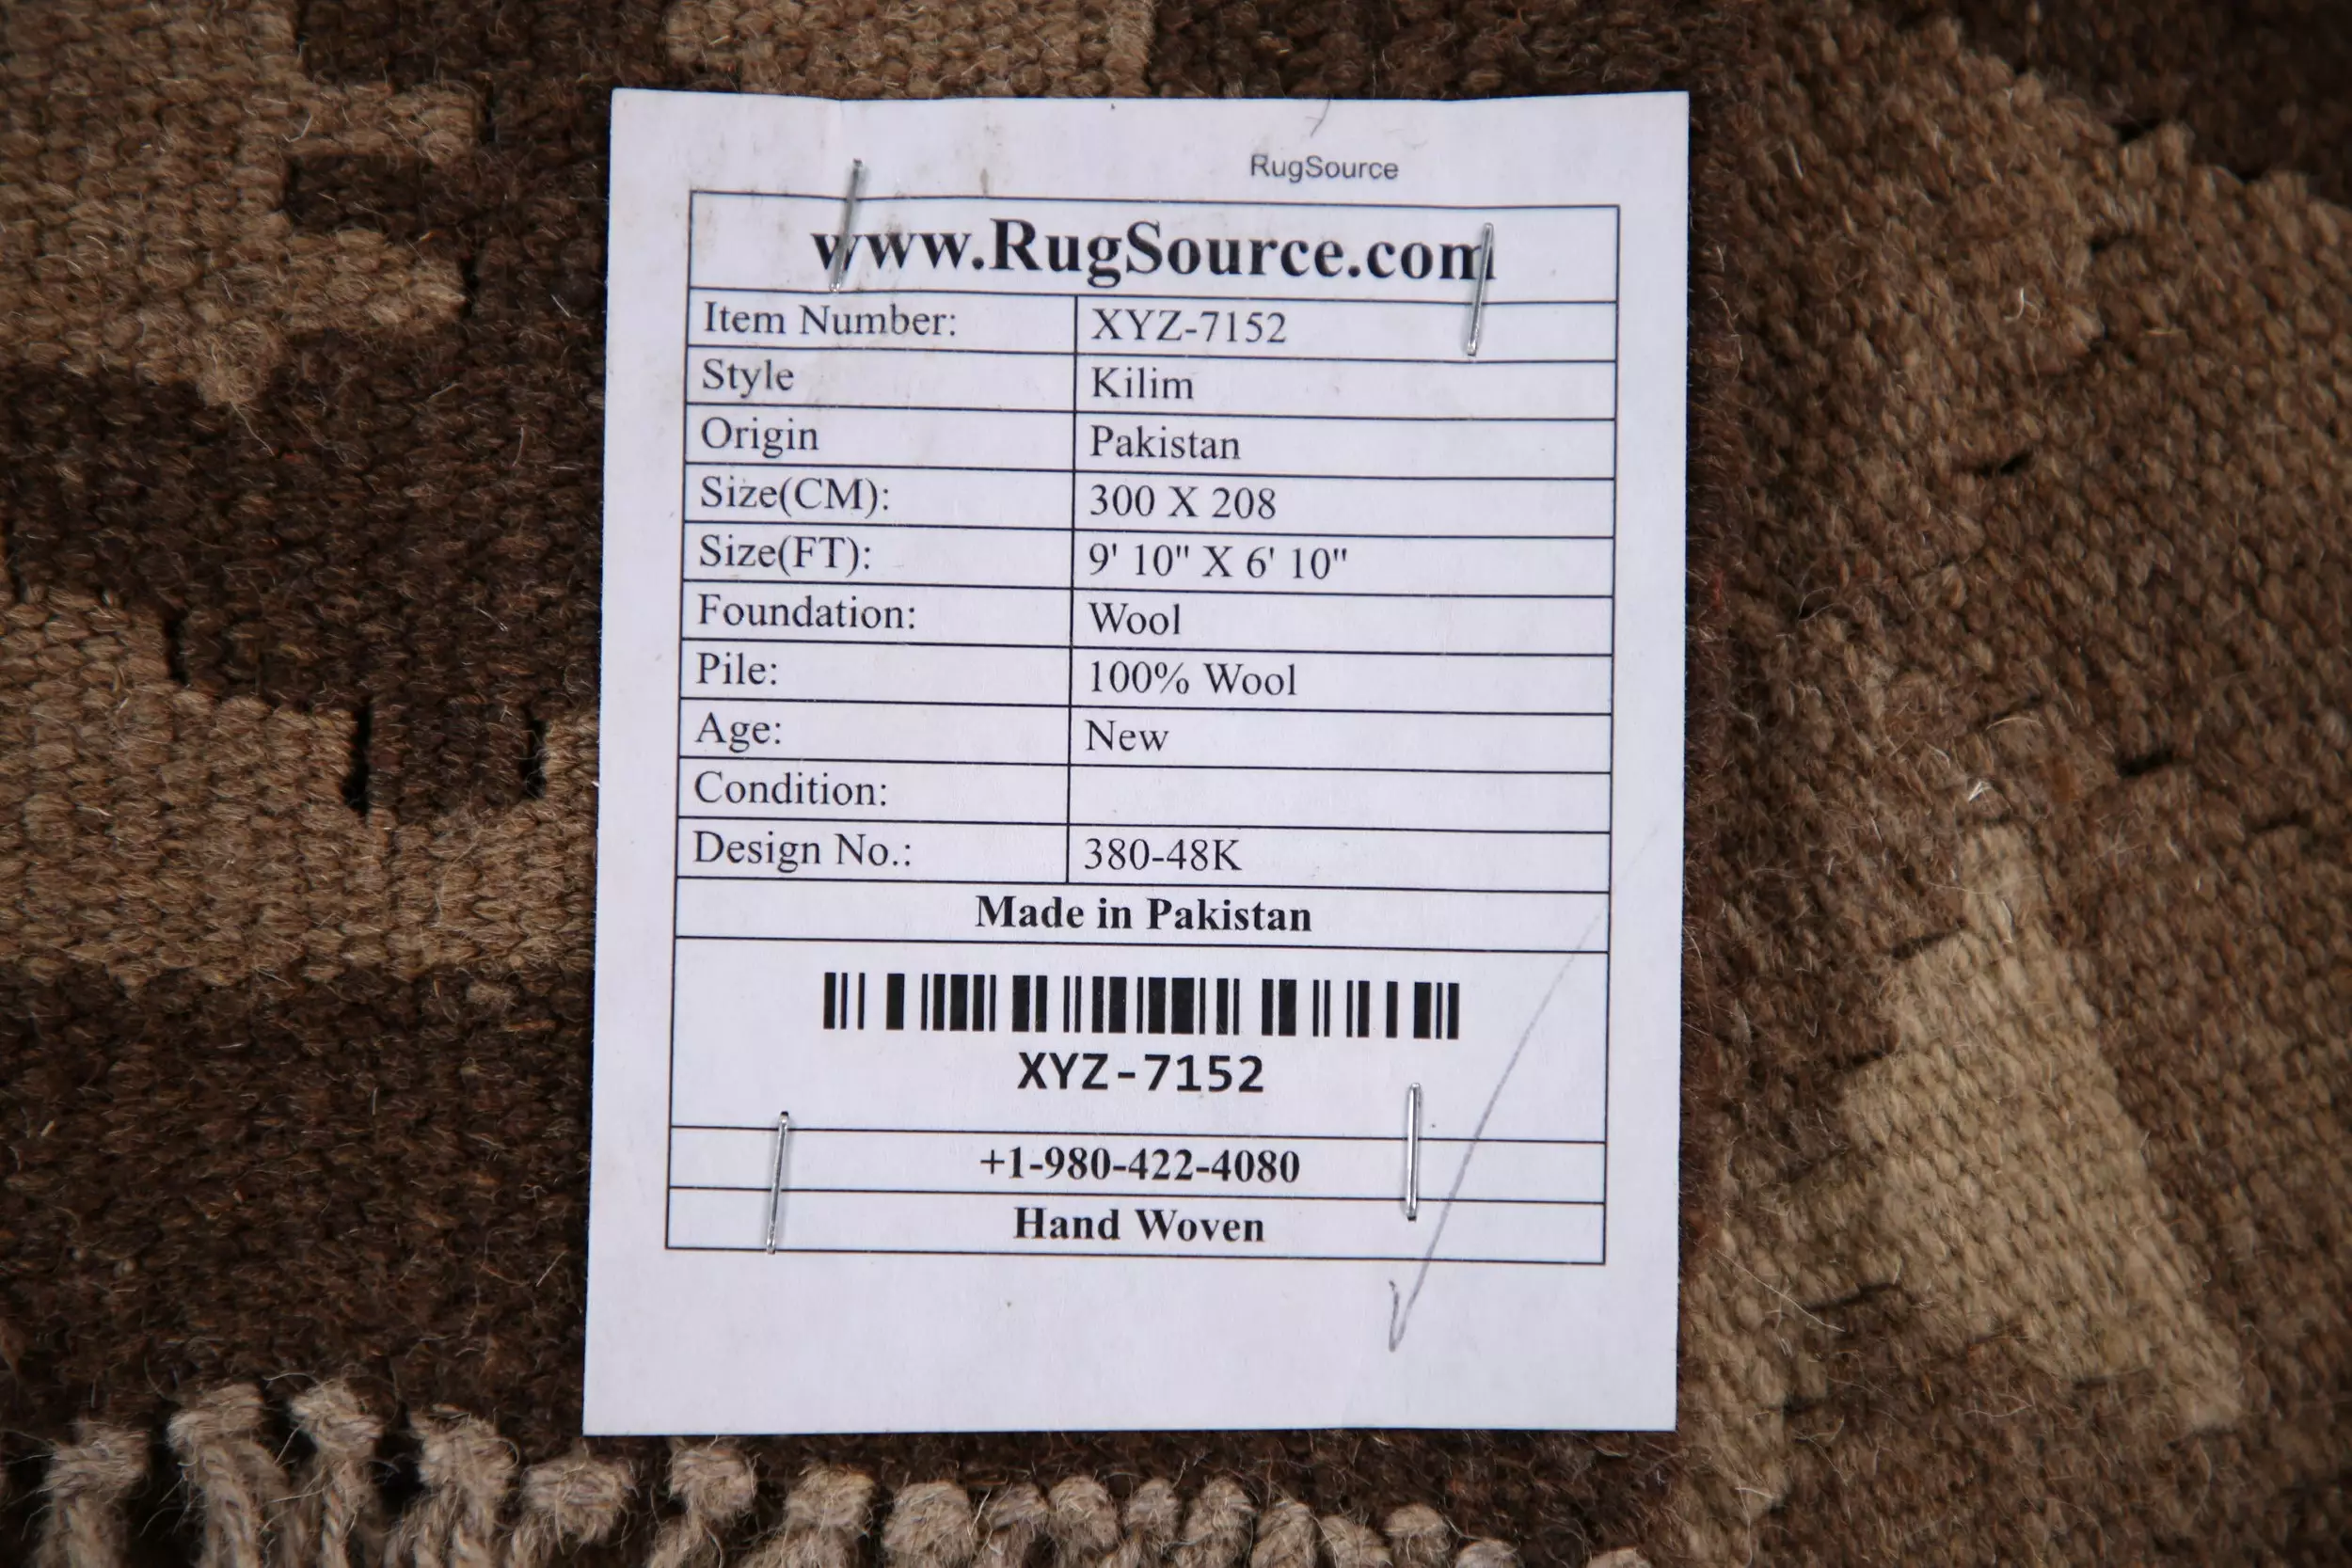 RugSource
www.RugSource.com
Item Number: XYZ-7152
Style Kilim
Origin Pakistan
Size(CM): 300 X 208
Size(FT): 9' 10" X 6' 10"
Foundation: Wool
Pile: 100% Wool
Age: New
Condition:
Design No.: 380-48K
Made in Pakistan
XYZ-7152
+1-980-422-4080
Hand Woven